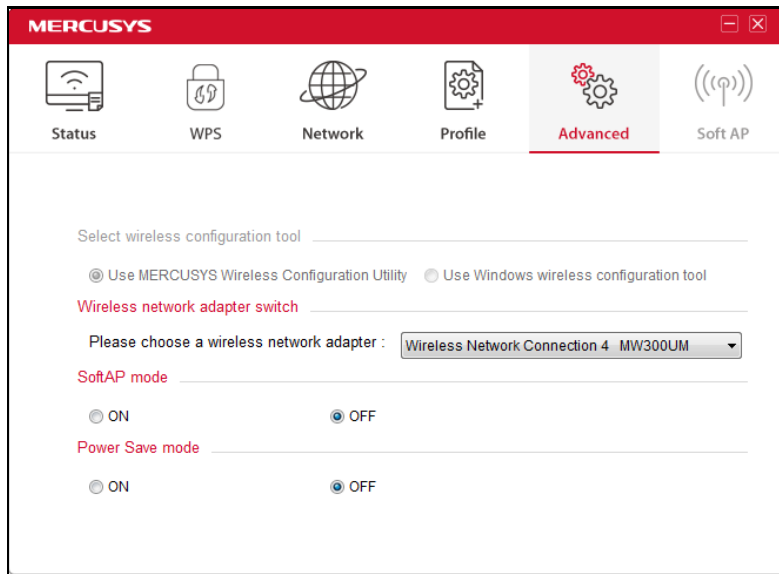 MERCUSYS
Status WPS Network Profile Advanced Soft AP
Select wireless configuration tool
Use MERCUSYS Wireless Configuration Utility Use Windows wireless configuration tool
Wireless network adapter switch
Please choose a wireless network adapter : Wireless Network Connection 4 MW300UM
SoftAP mode
ON OFF
Power Save mode
ON OFF